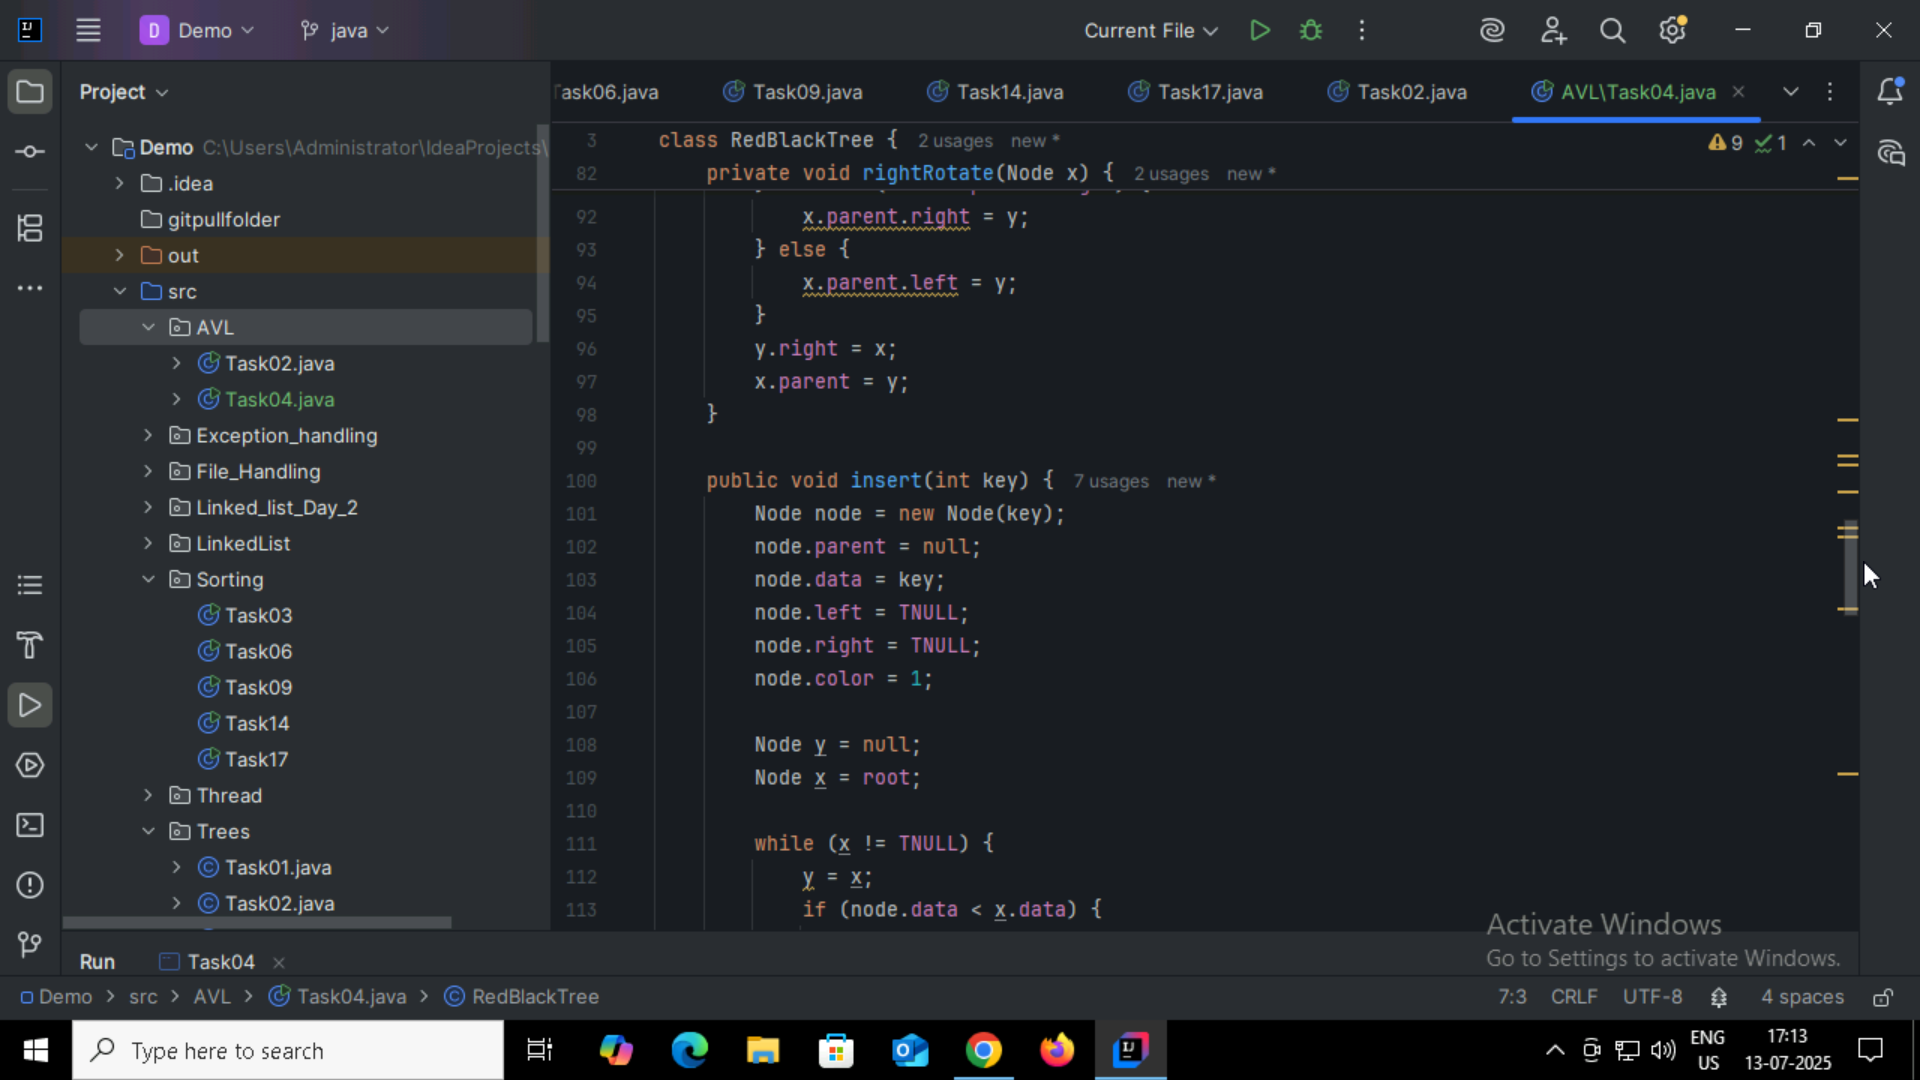 D Demo java Current File
Project
Demo C:\Users\Administrator\IdeaProjects\
.idea
gitpullfolder
out
src
AVL
Task02.java
Task04.java
Exception_handling
File_Handling
Linked_list_Day_2
LinkedList
Sorting
Task03
Task06
Task09
Task14
Task17
Thread
Trees
Task01.java
Task02.java
Task06.java Task09.java Task14.java Task17.java Task02.java AVL\Task04.java
3 class RedBlackTree { 2 usages new *
82 private void rightRotate(Node x) { 2 usages new *
9 1
92 x.parent.right = y;
93 } else {
94 x.parent.left = y;
95 }
96 y.right = x;
97 x.parent = y;
98 }
99
100 public void insert(int key) { 7 usages new *
101 Node node = new Node(key);
102 node.parent = null;
103 node.data = key;
104 node.left = TNULL;
105 node.right = TNULL;
106 node.color = 1;
107
108 Node y = null;
109 Node x = root;
110
111 while (x != TNULL) {
112 y = x;
113 if (node.data < x.data) {
Activate Windows
Go to Settings to activate Windows.
Run Task04
Demo > src > AVL > Task04.java > RedBlackTree
7:3 CRLF UTF-8 4 spaces
Type here to search
ENG
US
17:13
13-07-2025